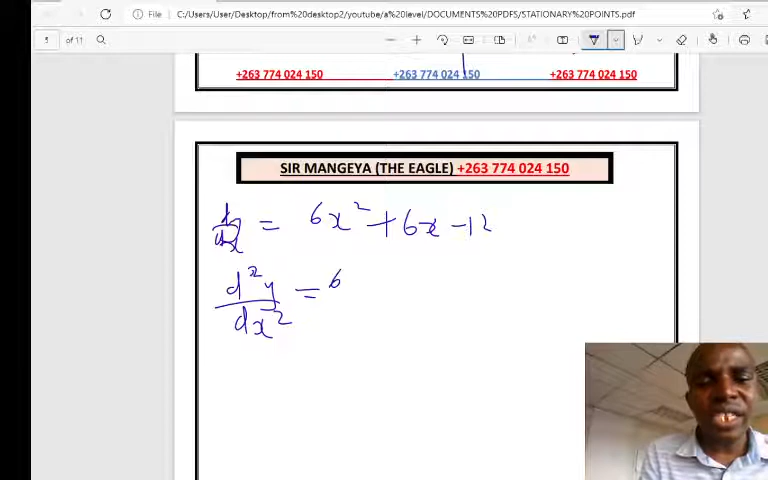 File
C:/Users/User/Desktop/from%20desktop2/youtube/a%20level/DOCUMENTS%20PDFS/STATIONARY%20POINTS.pdf
5 of 11
+263 774 024 150 +263 774 024 150 +263 774 024 150
SIR MANGEYA (THE EAGLE) +263 774 024 150
dy/dx = 6x² + 6x - 12
d²y/dx² = 6